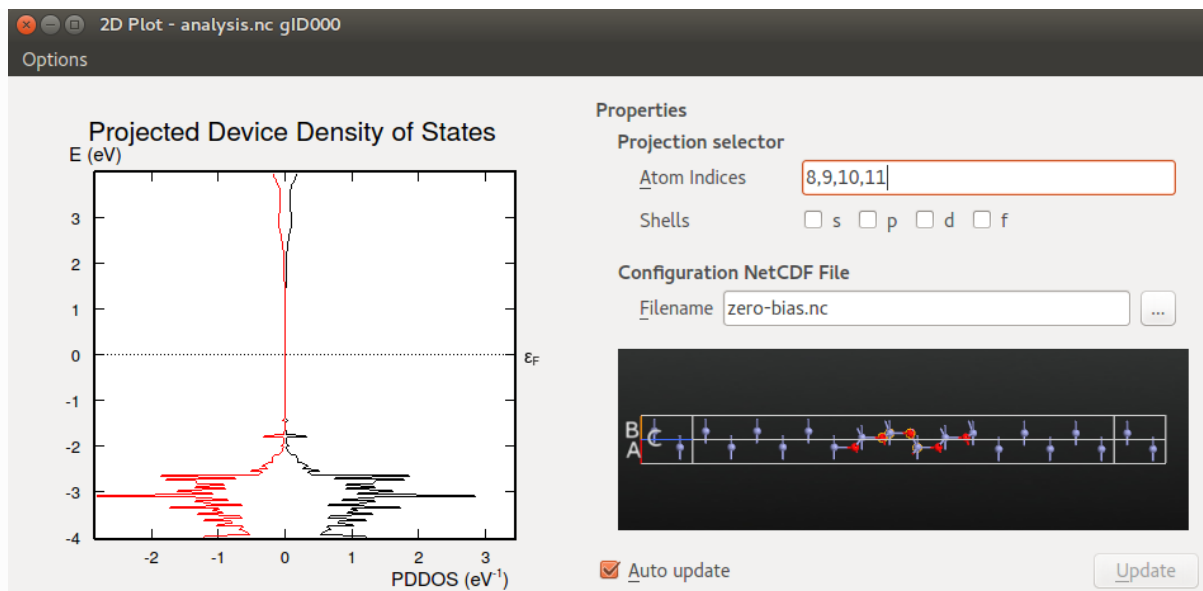 2D Plot - analysis.nc gID000
Options
Projected Device Density of States
E (eV)
3
2
1
0
-1
-2
-3
-4
εF
-2 -1 0 1 2 3
PDDOS (eV⁻¹)
Properties
Projection selector
Atom Indices 8,9,10,11
Shells s p d f
Configuration NetCDF File
Filename zero-bias.nc ...
B
C
A
Auto update Update